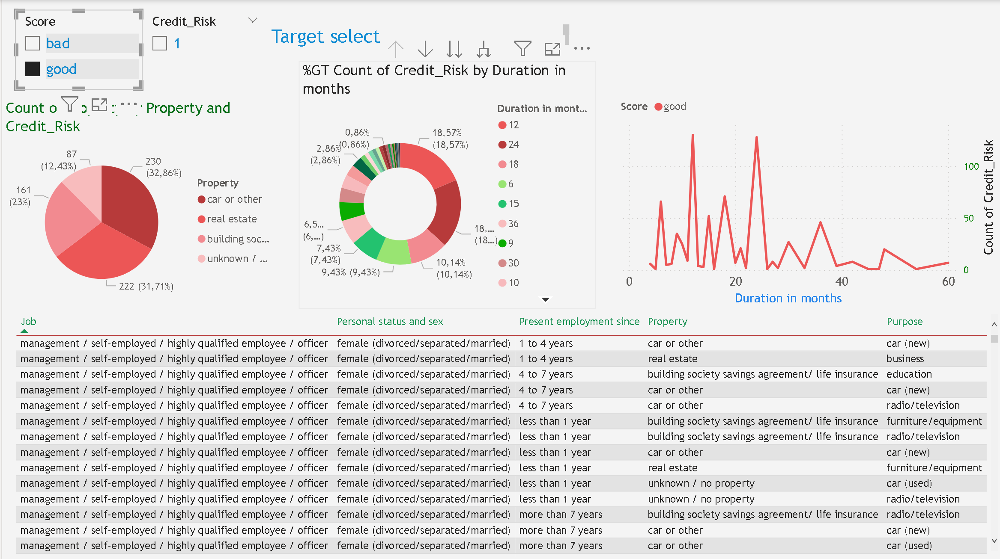 Score
bad
good
Credit_Risk
1
Target select
Count o Property and
Credit_Risk
87
(12,43%)
230
(32,86%)
161
(23%)
222 (31,71%)
Property
car or other
real estate
building soc...
unknown / ...
%GT Count of Credit_Risk by Duration in
months
0,86%
(0,86%)
18,57%
(18,57%)
2,86%
(2,86%)
6,5...
(6,...)
18,...
(18...)
7,43%
(7,43%)
10,14%
(10,14%)
9,43% (9,43%)
Duration in mont...
12
24
18
6
15
36
9
30
10
Score good
100
50
0
Count of Credit_Risk
0 20 40 60
Duration in months
Job Personal status and sex Present employment since Property Purpose
management / self-employed / highly qualified employee / officer female (divorced/separated/married) 1 to 4 years car or other car (new)
management / self-employed / highly qualified employee / officer female (divorced/separated/married) 1 to 4 years real estate business
management / self-employed / highly qualified employee / officer female (divorced/separated/married) 4 to 7 years building society savings agreement/ life insurance education
management / self-employed / highly qualified employee / officer female (divorced/separated/married) 4 to 7 years car or other car (new)
management / self-employed / highly qualified employee / officer female (divorced/separated/married) 4 to 7 years car or other radio/television
management / self-employed / highly qualified employee / officer female (divorced/separated/married) less than 1 year building society savings agreement/ life insurance furniture/equipment
management / self-employed / highly qualified employee / officer female (divorced/separated/married) less than 1 year building society savings agreement/ life insurance radio/television
management / self-employed / highly qualified employee / officer female (divorced/separated/married) less than 1 year car or other car (new)
management / self-employed / highly qualified employee / officer female (divorced/separated/married) less than 1 year real estate furniture/equipment
management / self-employed / highly qualified employee / officer female (divorced/separated/married) less than 1 year unknown / no property car (used)
management / self-employed / highly qualified employee / officer female (divorced/separated/married) less than 1 year unknown / no property radio/television
management / self-employed / highly qualified employee / officer female (divorced/separated/married) more than 7 years building society savings agreement/ life insurance radio/television
management / self-employed / highly qualified employee / officer female (divorced/separated/married) more than 7 years car or other car (new)
management / self-employed / highly qualified employee / officer female (divorced/separated/married) more than 7 years car or other car (used)